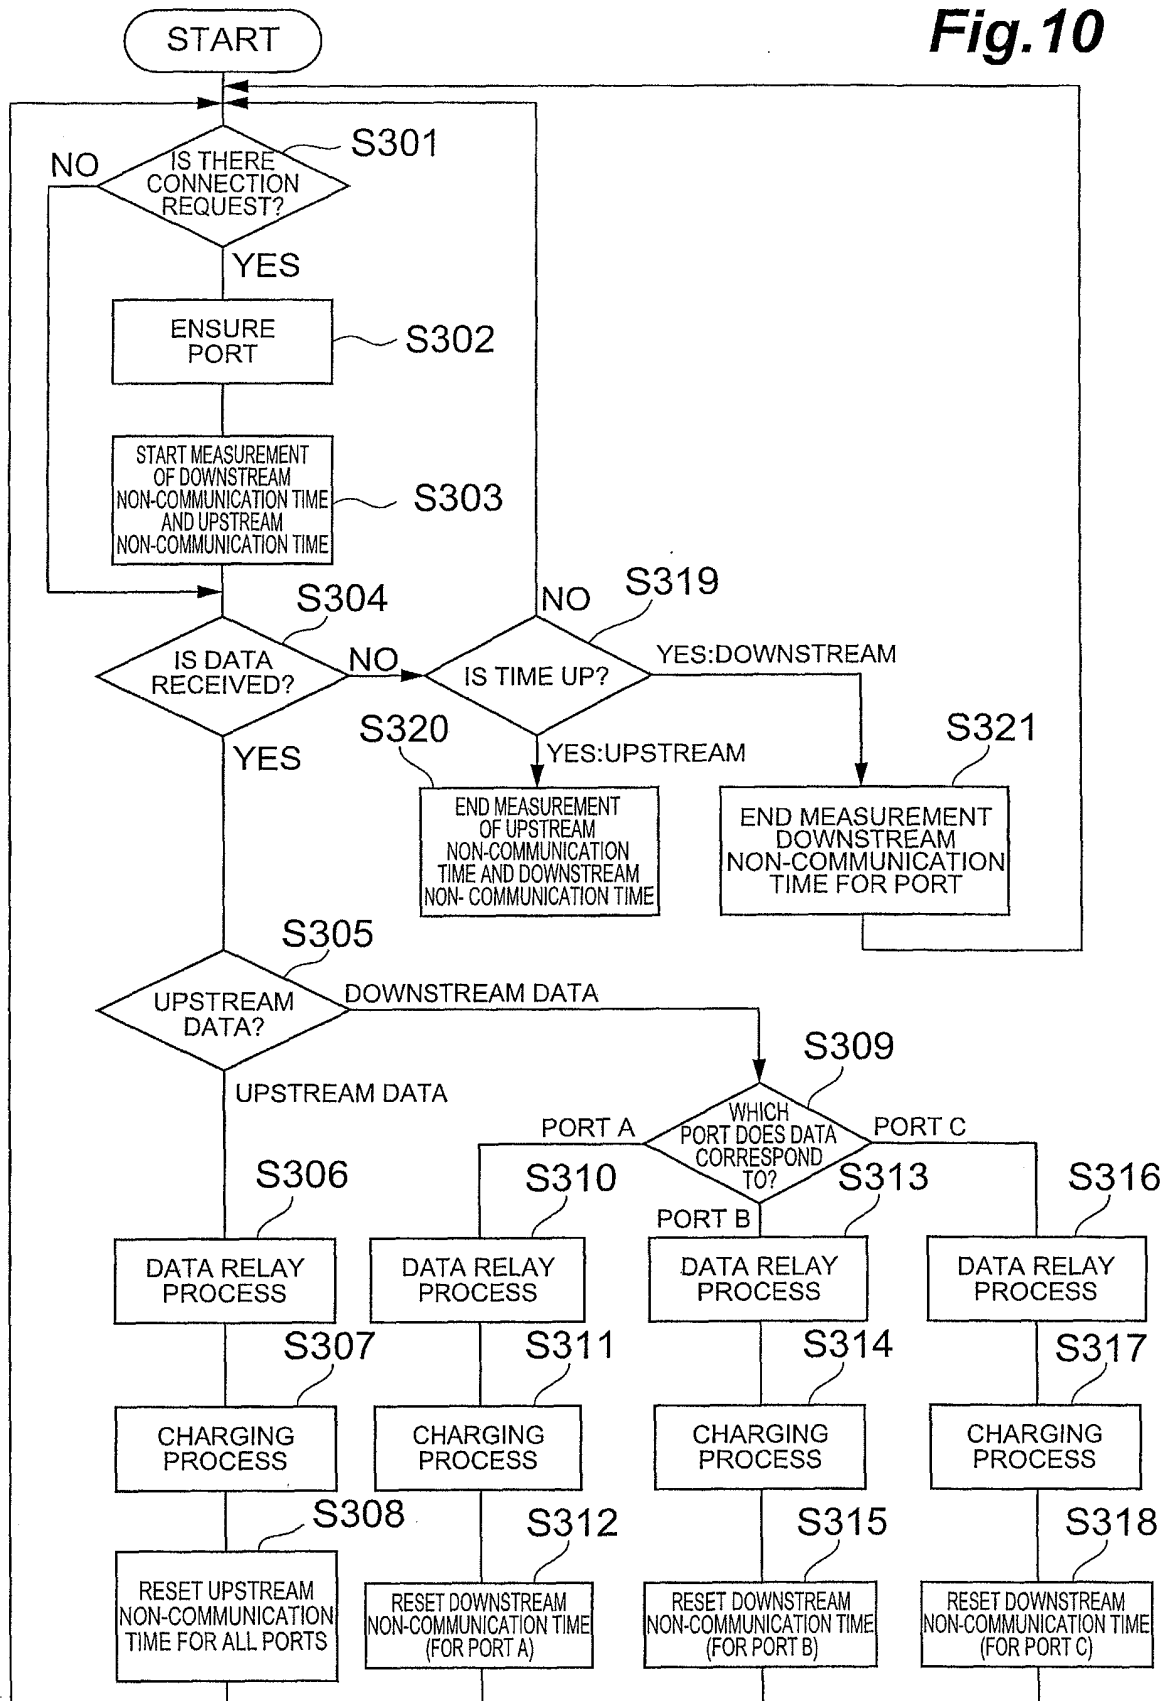 Fig.10
START
S301
NO
IS THERE
CONNECTION
REQUEST?
YES
ENSURE
PORT
S302
START MEASUREMENT
OF DOWNSTREAM
NON-COMMUNICATION TIME
AND UPSTREAM
NON-COMMUNICATION TIME
S303
S304
IS DATA
RECEIVED?
NO
YES
S319
NO
IS TIME UP?
YES:DOWNSTREAM
YES:UPSTREAM
S320
END MEASUREMENT
OF UPSTREAM
NON-COMMUNICATION
TIME AND DOWNSTREAM
NON- COMMUNICATION TIME
S321
END MEASUREMENT
DOWNSTREAM
NON-COMMUNICATION
TIME FOR PORT
S305
UPSTREAM
DATA?
DOWNSTREAM DATA
UPSTREAM DATA
S309
WHICH
PORT DOES DATA
CORRESPOND
TO?
PORT A
PORT B
PORT C
S306
DATA RELAY
PROCESS
S307
CHARGING
PROCESS
S308
RESET UPSTREAM
NON-COMMUNICATION
TIME FOR ALL PORTS
S310
DATA RELAY
PROCESS
S311
CHARGING
PROCESS
S312
RESET DOWNSTREAM
NON-COMMUNICATION TIME
(FOR PORT A)
S313
DATA RELAY
PROCESS
S314
CHARGING
PROCESS
S315
RESET DOWNSTREAM
NON-COMMUNICATION TIME
(FOR PORT B)
S316
DATA RELAY
PROCESS
S317
CHARGING
PROCESS
S318
RESET DOWNSTREAM
NON-COMMUNICATION TIME
(FOR PORT C)